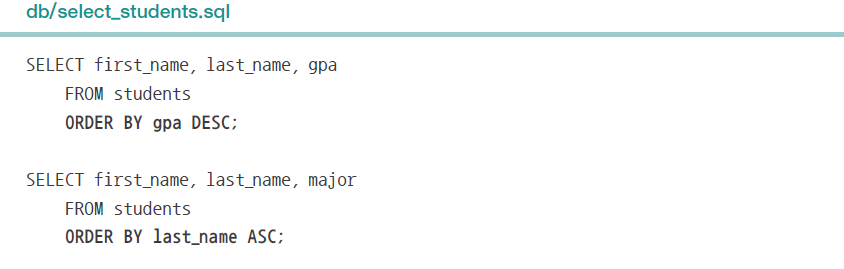 db/select_students.sql
SELECT first_name, last_name, gpa
FROM students
ORDER BY gpa DESC;
SELECT first_name, last_name, major
FROM students
ORDER BY last_name ASC;